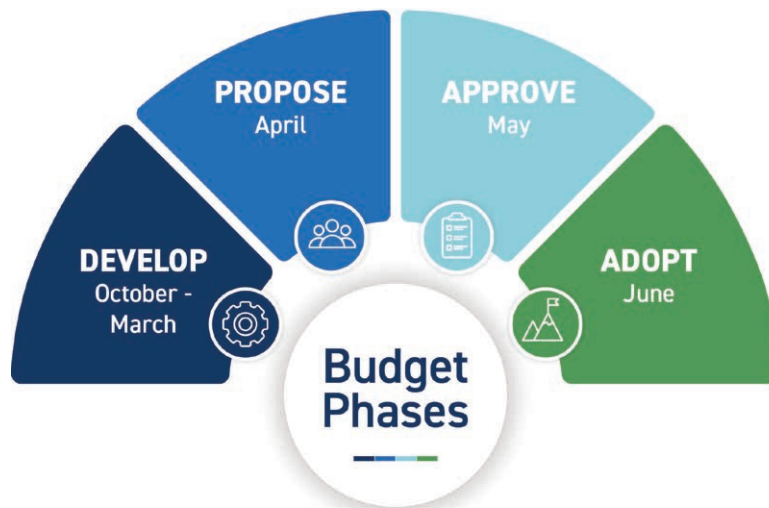 PROPOSE
April
APPROVE
May
DEVELOP
October -
March
ADOPT
June
Budget
Phases